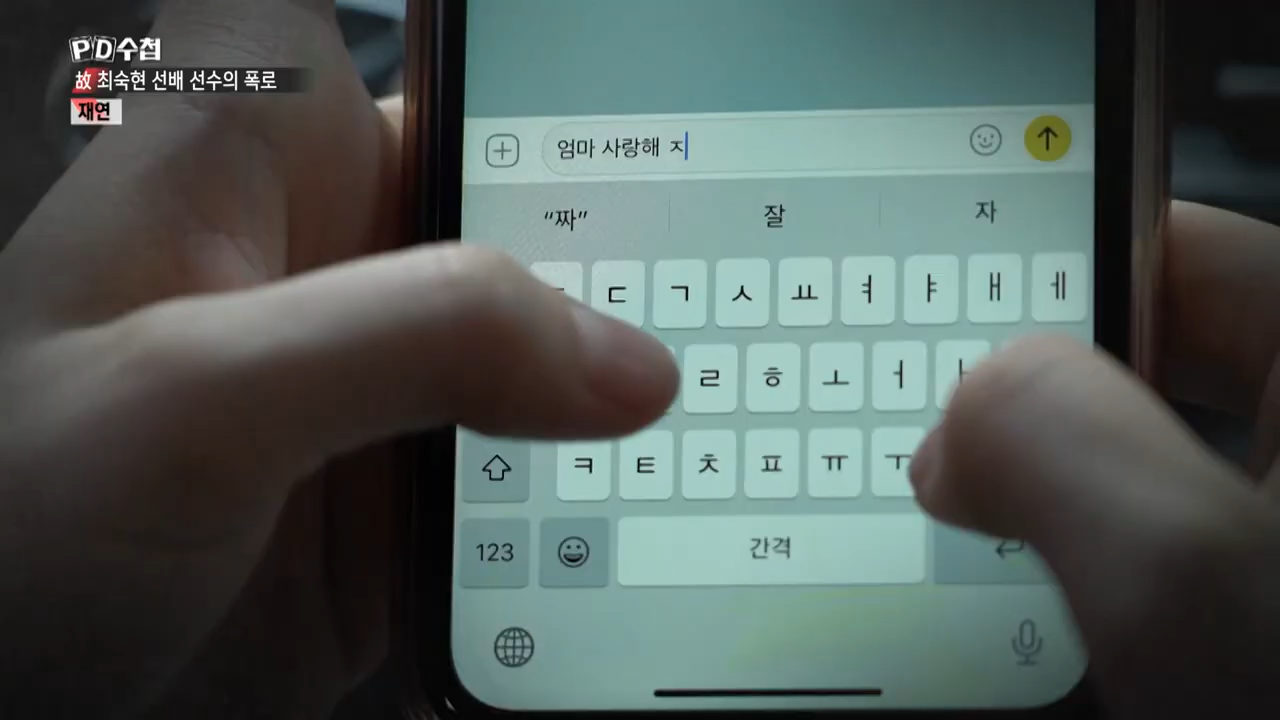 PD수첩
故 최숙현 선배 선수의 폭로
재연
엄마 사랑해 ㅈ
“짜” 잘 자
ㄷ ㄱ ㅅ ㅛ ㅕ ㅑ ㅐ ㅔ
ㄹ ㅎ ㅗ ㅓ ㅏ
ㅋ ㅌ ㅊ ㅍ ㅠ ㅜ
123 간격